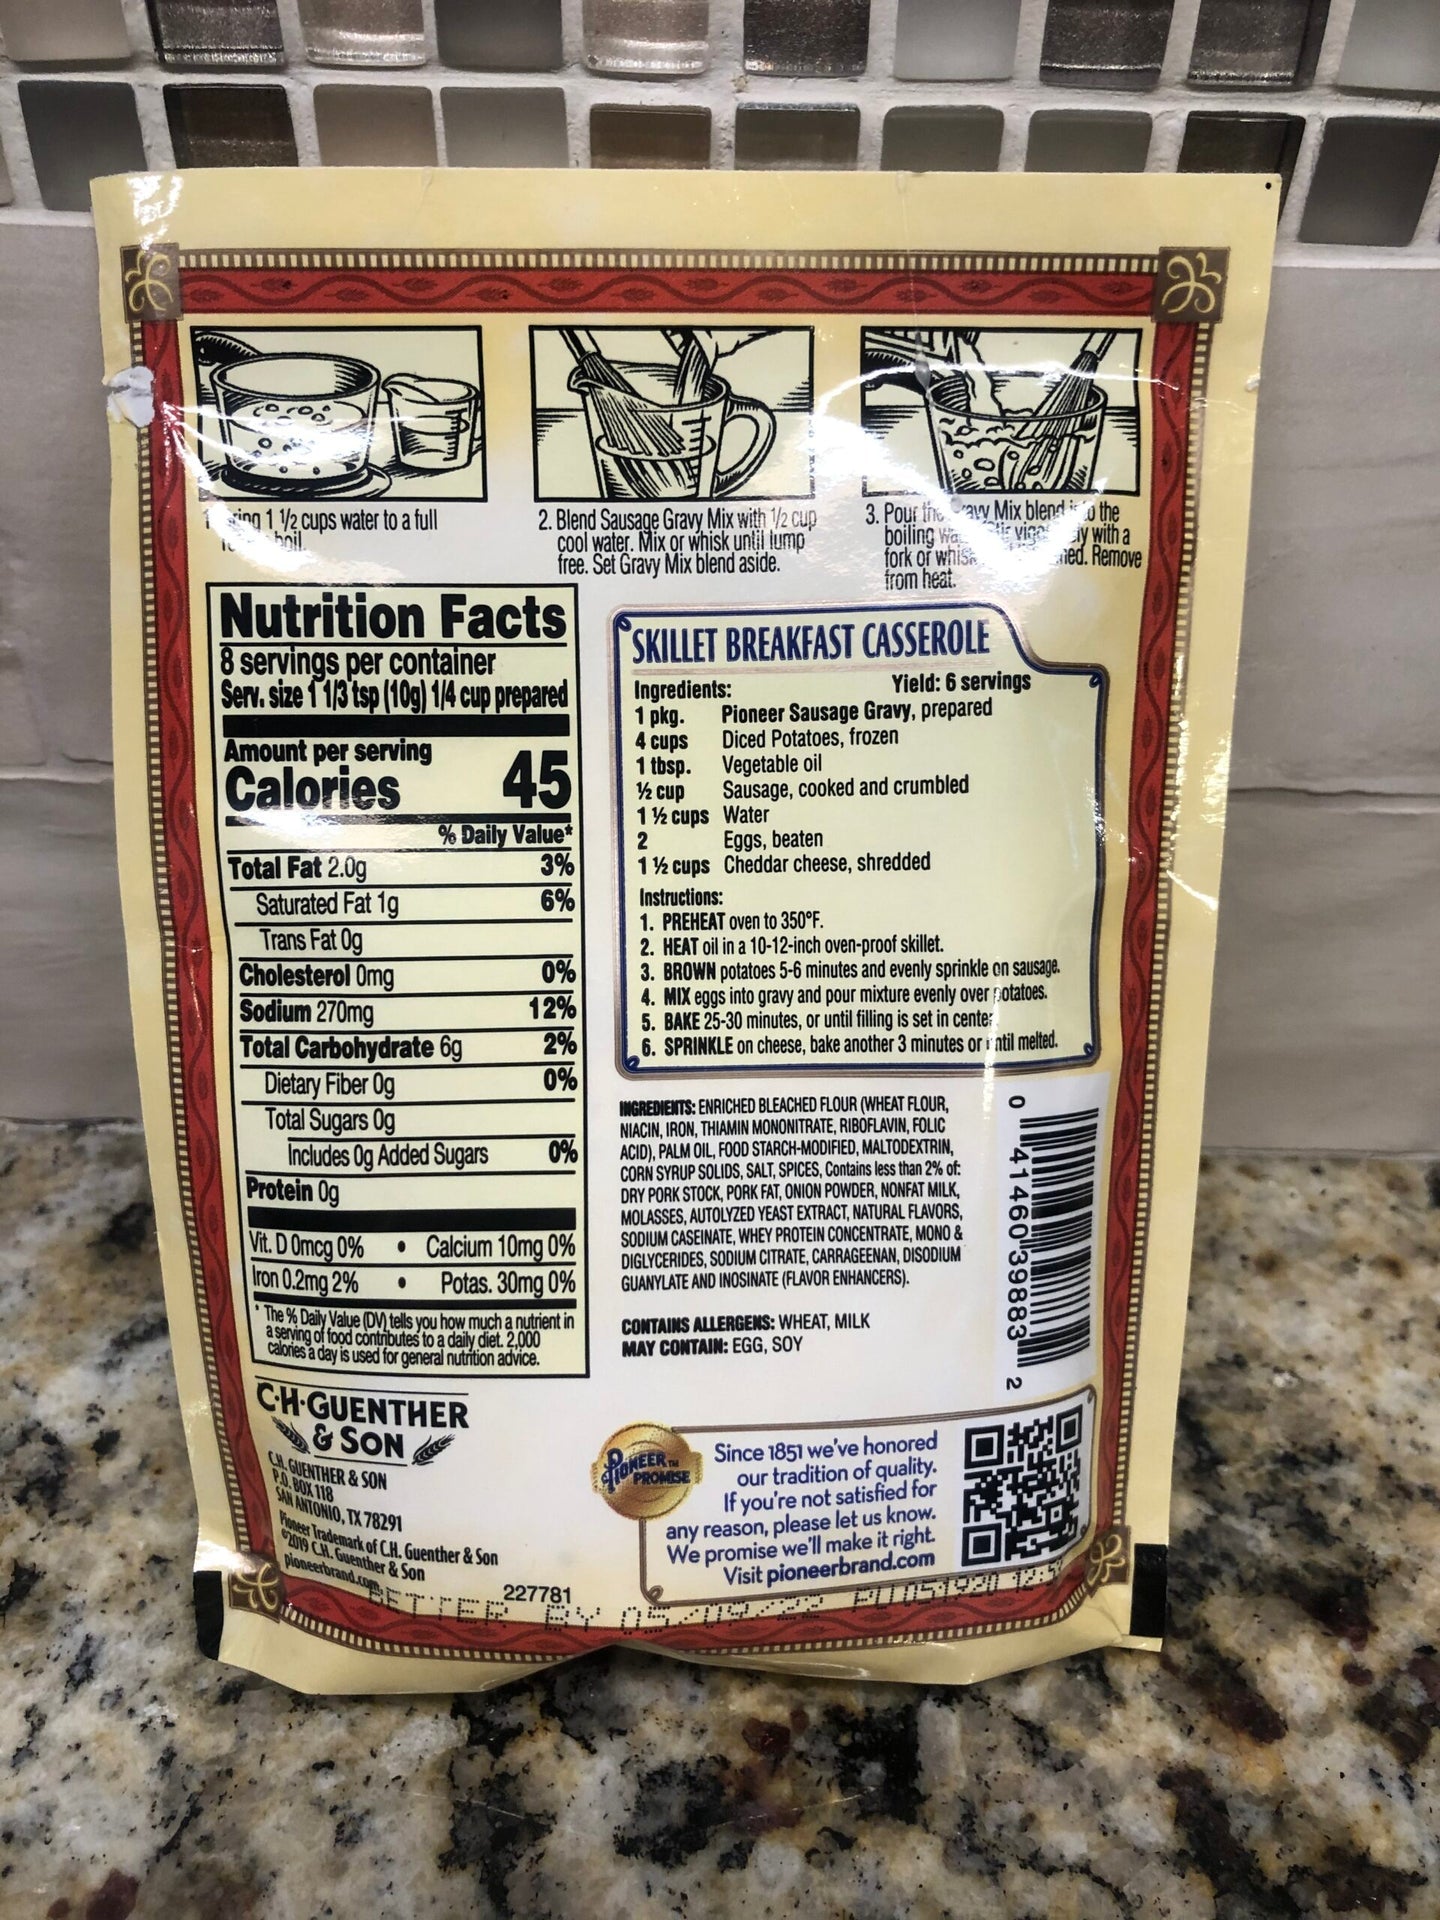 1 1/2 cups water to a full
boil.
2. Blend Sausage Gravy Mix with 1/2 cup
cool water. Mix or whisk until lump
free. Set Gravy Mix blend aside.
3. Pour the Mix blend the
boiling with a
fork or Remove
from heat.
Nutrition Facts
8 servings per container
Serv. size 1 1/3 tsp (10g) 1/4 cup prepared
Amount per serving
Calories 45
% Daily Value*
Total Fat 2.0g 3%
Saturated Fat 1g 6%
Trans Fat 0g
Cholesterol 0mg 0%
Sodium 270mg 12%
Total Carbohydrate 6g 2%
Dietary Fiber 0g 0%
Total Sugars 0g
Includes 0g Added Sugars 0%
Protein 0g
Vit. D 0mcg 0% • Calcium 10mg 0%
Iron 0.2mg 2% • Potas. 30mg 0%
* The % Daily Value (DV) tells you how much a nutrient in
a serving of food contributes to a daily diet. 2,000
calories a day is used for general nutrition advice.
SKILLET BREAKFAST CASSEROLE
Ingredients: Yield: 6 servings
1 pkg. Pioneer Sausage Gravy, prepared
4 cups Diced Potatoes, frozen
1 tbsp. Vegetable oil
½ cup Sausage, cooked and crumbled
1 ½ cups Water
2 Eggs, beaten
1 ½ cups Cheddar cheese, shredded
Instructions:
1. PREHEAT oven to 350°F.
2. HEAT oil in a 10-12-inch oven-proof skillet.
3. BROWN potatoes 5-6 minutes and evenly sprinkle on sausage.
4. MIX eggs into gravy and pour mixture evenly over potatoes.
5. BAKE 25-30 minutes, or until filling is set in center
6. SPRINKLE on cheese, bake another 3 minutes or until melted.
INGREDIENTS: ENRICHED BLEACHED FLOUR (WHEAT FLOUR,
NIACIN, IRON, THIAMIN MONONITRATE, RIBOFLAVIN, FOLIC
ACID), PALM OIL, FOOD STARCH-MODIFIED, MALTODEXTRIN,
CORN SYRUP SOLIDS, SALT, SPICES, Contains less than 2% of:
DRY PORK STOCK, PORK FAT, ONION POWDER, NONFAT MILK,
MOLASSES, AUTOLYZED YEAST EXTRACT, NATURAL FLAVORS,
SODIUM CASEINATE, WHEY PROTEIN CONCENTRATE, MONO &
DIGLYCERIDES, SODIUM CITRATE, CARRAGEENAN, DISODIUM
GUANYLATE AND INOSINATE (FLAVOR ENHANCERS).
CONTAINS ALLERGENS: WHEAT, MILK
MAY CONTAIN: EGG, SOY
0 41460 39883 2
C·H·GUENTHER
& SON
C.H. GUENTHER & SON
P.O. BOX 118
SAN ANTONIO, TX 78291
Pioneer Trademark of C.H. Guenther & Son
©2019 C.H. Guenther & Son
pioneerbrand.com
227781
PIONEER TM
PROMISE
Since 1851 we've honored
our tradition of quality.
If you're not satisfied for
any reason, please let us know.
We promise we'll make it right.
Visit pioneerbrand.com
BETTER BY 05/09/22